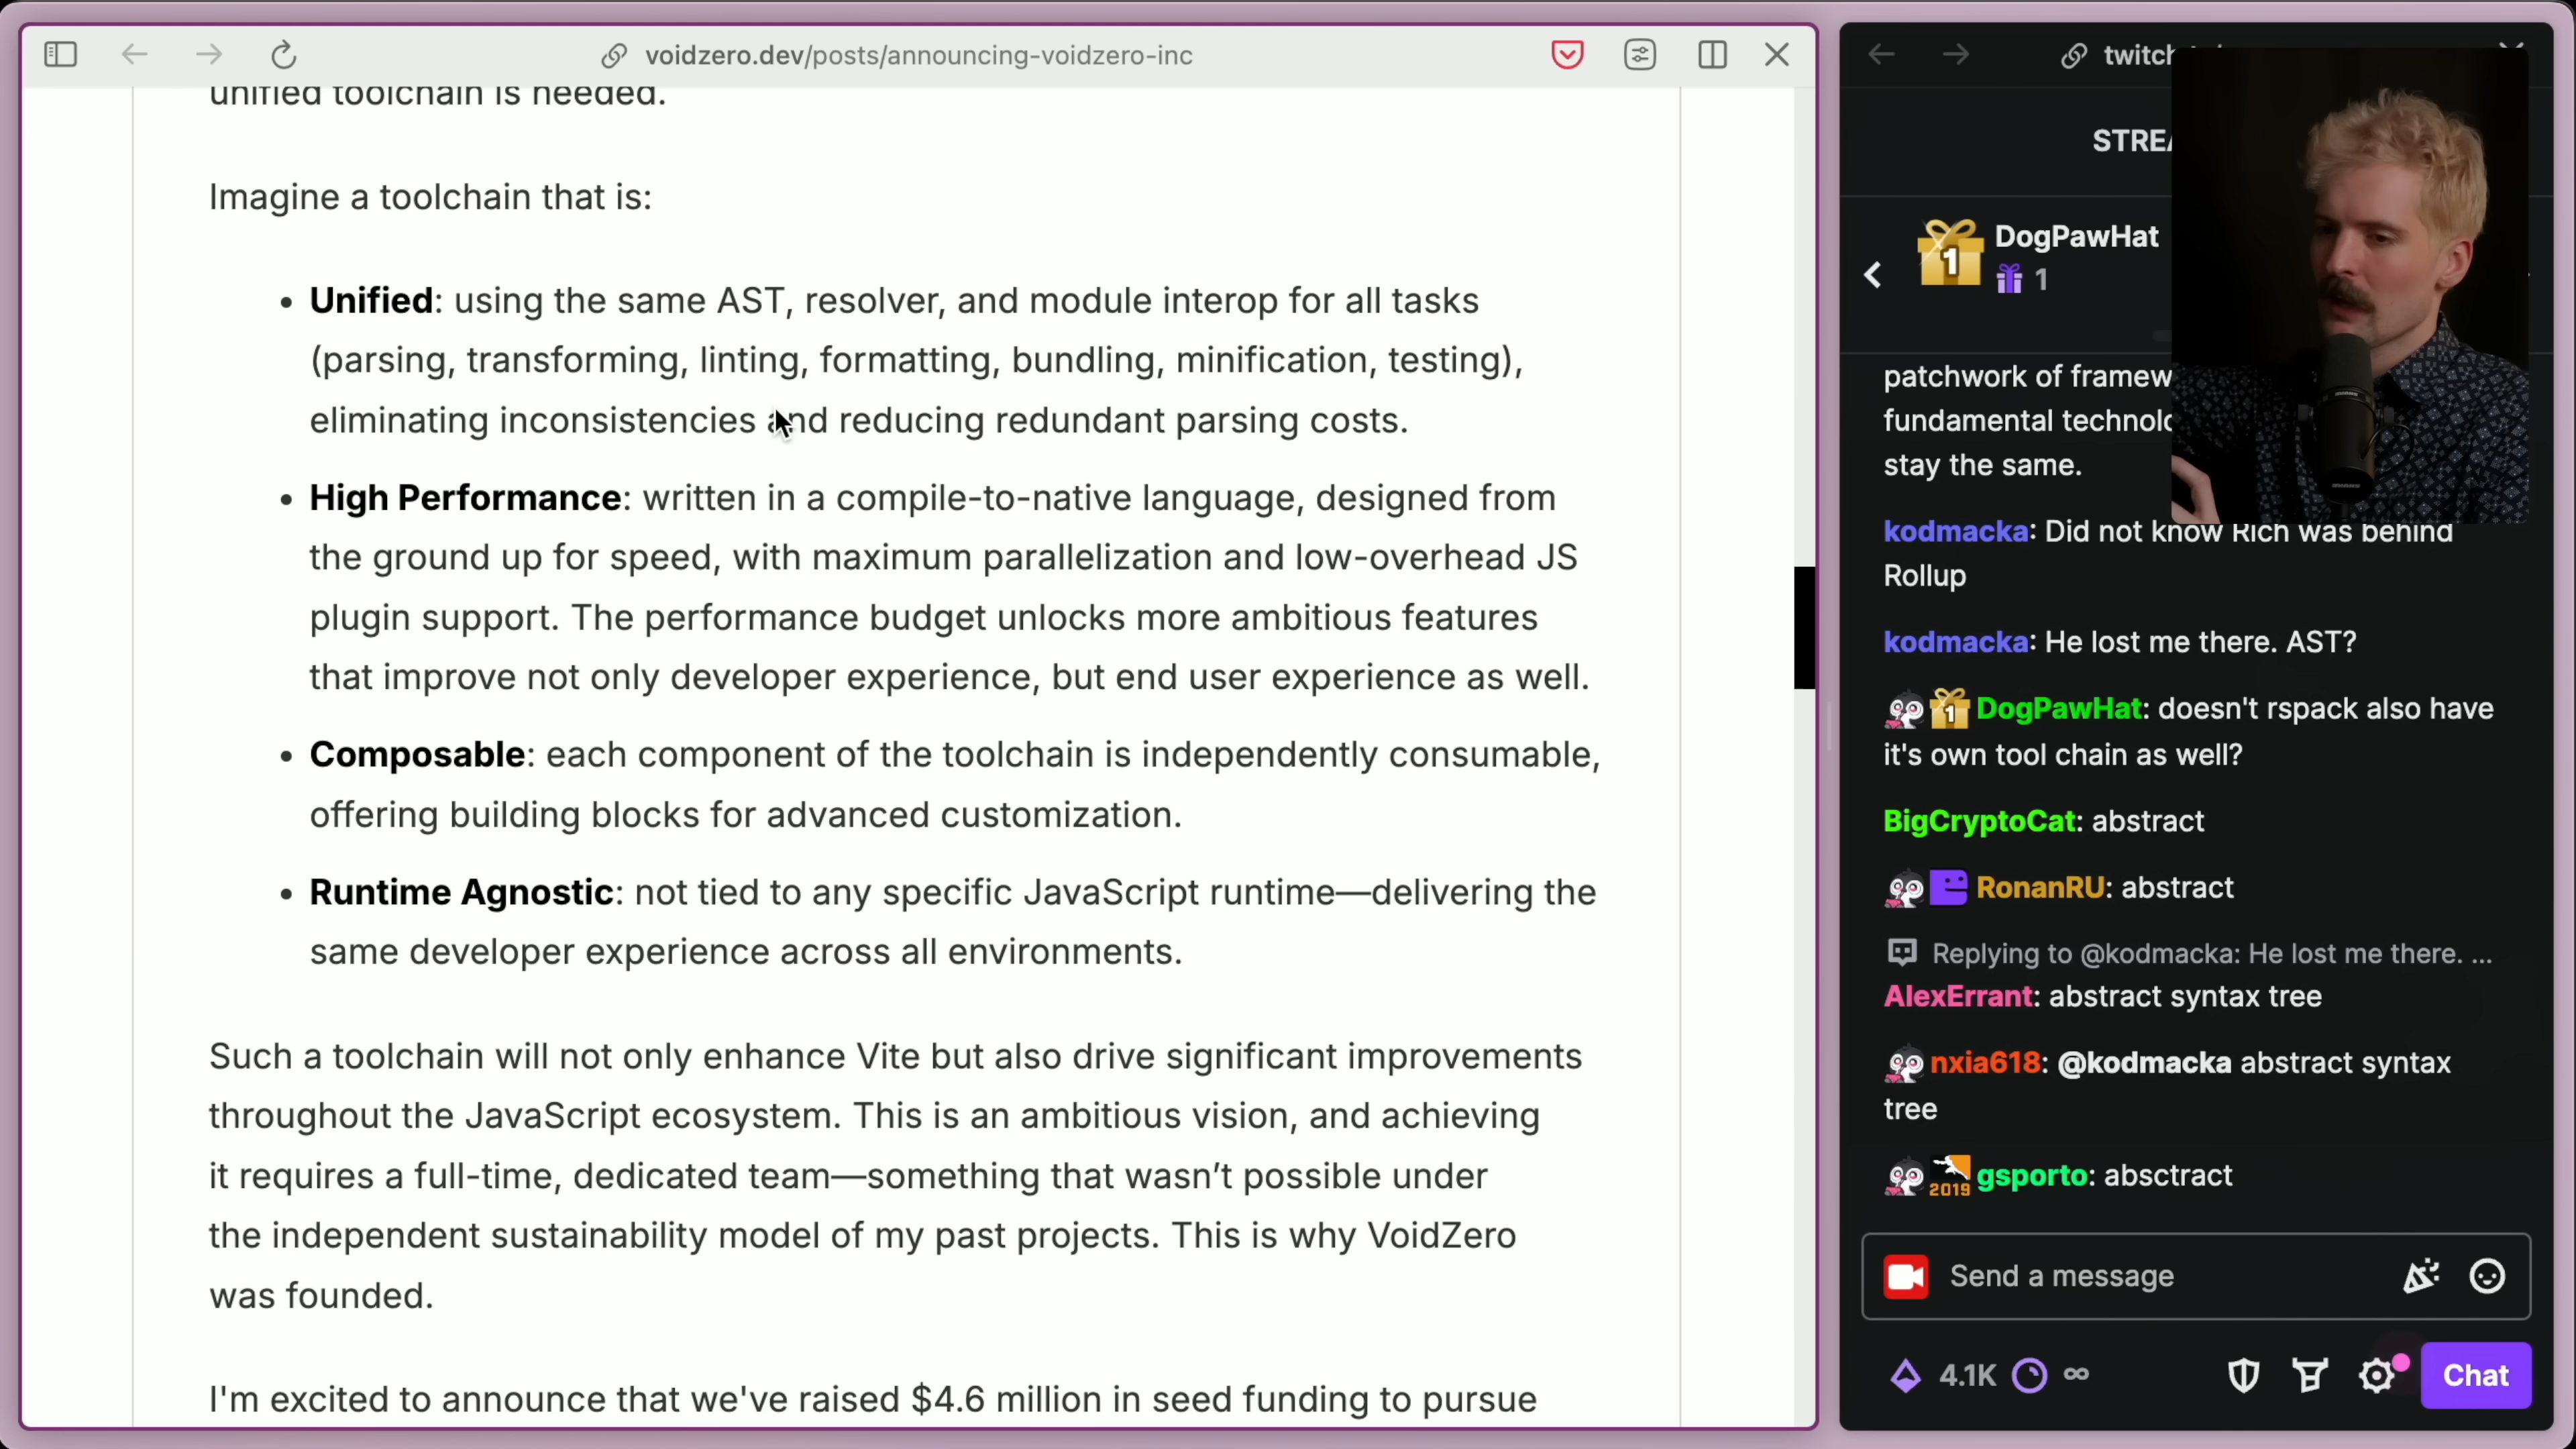 voidzero.dev/posts/announcing-voidzero-inc
unified toolchain is needed.
Imagine a toolchain that is:
• Unified: using the same AST, resolver, and module interop for all tasks
(parsing, transforming, linting, formatting, bundling, minification, testing),
eliminating inconsistencies and reducing redundant parsing costs.
• High Performance: written in a compile-to-native language, designed from
the ground up for speed, with maximum parallelization and low-overhead JS
plugin support. The performance budget unlocks more ambitious features
that improve not only developer experience, but end user experience as well.
• Composable: each component of the toolchain is independently consumable,
offering building blocks for advanced customization.
• Runtime Agnostic: not tied to any specific JavaScript runtime—delivering the
same developer experience across all environments.
Such a toolchain will not only enhance Vite but also drive significant improvements
throughout the JavaScript ecosystem. This is an ambitious vision, and achieving
it requires a full-time, dedicated team—something that wasn’t possible under
the independent sustainability model of my past projects. This is why VoidZero
was founded.
I'm excited to announce that we've raised $4.6 million in seed funding to pursue
twitch
STREA
1
DogPawHat
1
patchwork of framew
fundamental technolo
stay the same.
kodmacka: Did not know Rich was behind
Rollup
kodmacka: He lost me there. AST?
1 DogPawHat: doesn't rspack also have
it's own tool chain as well?
BigCryptoCat: abstract
RonanRU: abstract
Replying to @kodmacka: He lost me there. ...
AlexErrant: abstract syntax tree
nxia618: @kodmacka abstract syntax
tree
2019 gsporto: absctract
Send a message
4.1K ∞ Chat